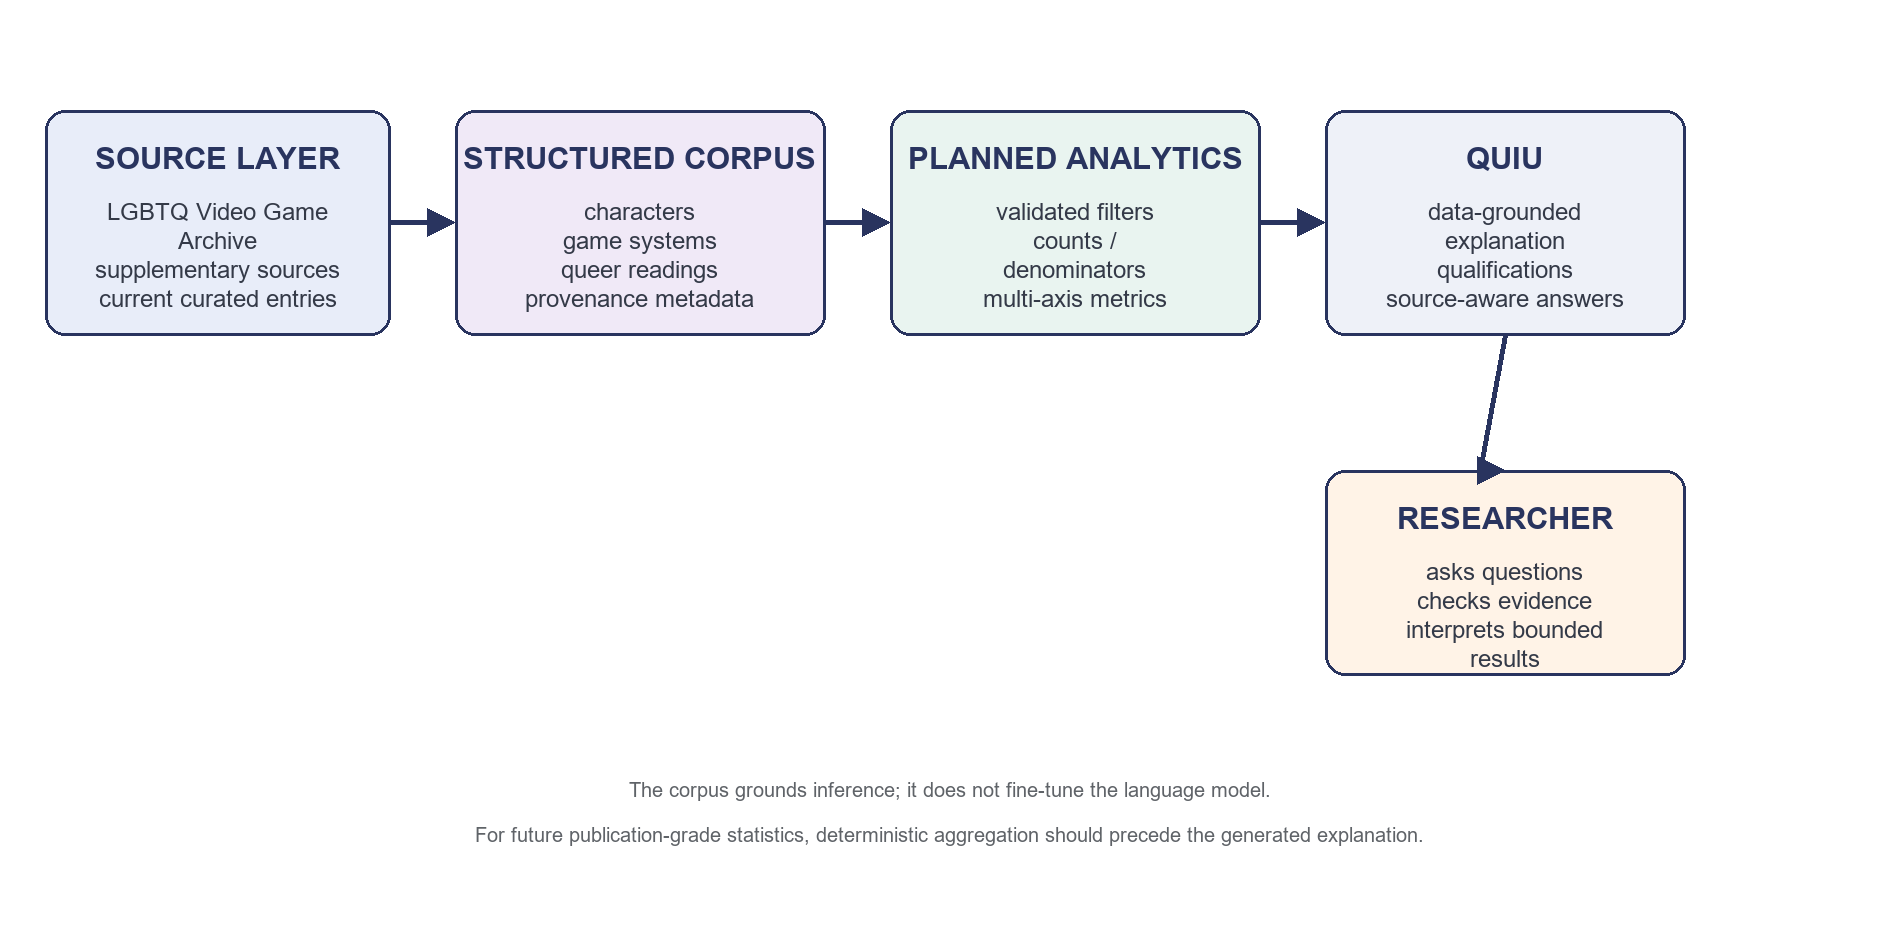 SOURCE LAYER
LGBTQ Video Game
Archive
supplementary sources
current curated entries
STRUCTURED CORPUS
characters
game systems
queer readings
provenance metadata
PLANNED ANALYTICS
validated filters
counts /
denominators
multi-axis metrics
QUIU
data-grounded
explanation
qualifications
source-aware answers
RESEARCHER
asks questions
checks evidence
interprets bounded
results
The corpus grounds inference; it does not fine-tune the language model.
For future publication-grade statistics, deterministic aggregation should precede the generated explanation.